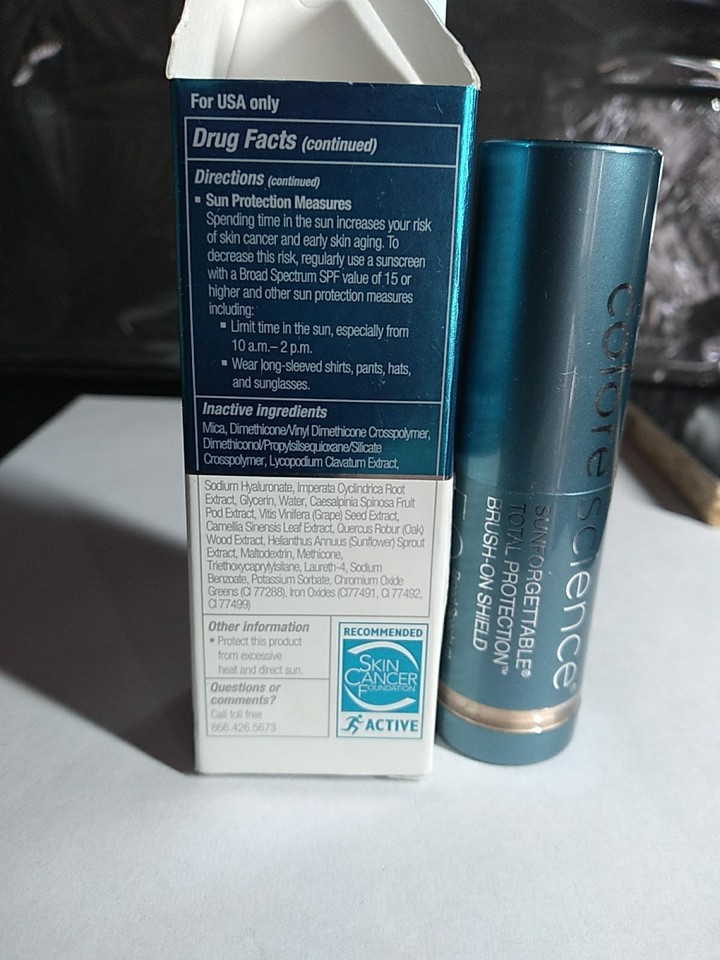 For USA only
Drug Facts (continued)
Directions (continued)
▪ Sun Protection Measures
Spending time in the sun increases your risk
of skin cancer and early skin aging. To
decrease this risk, regularly use a sunscreen
with a Broad Spectrum SPF value of 15 or
higher and other sun protection measures
including:
▪ Limit time in the sun, especially from
10 a.m.– 2 p.m.
▪ Wear long-sleeved shirts, pants, hats,
and sunglasses.
Inactive ingredients
Mica, Dimethicone/Vinyl Dimethicone Crosspolymer,
Dimethiconol/Propylsilsequioxane/Silicate
Crosspolymer, Lycopodium Clavatum Extract,
Sodium Hyaluronate, Imperata Cyclindrica Root
Extract, Glycerin, Water, Caesalpinia Spinosa Fruit
Pod Extract, Vitis Vinifera (Grape) Seed Extract,
Camellia Sinensis Leaf Extract, Quercus Robur (Oak)
Wood Extract, Helianthus Annuus (Sunflower) Sprout
Extract, Maltodextrin, Methicone,
Triethoxycaprylylsilane, Laureth-4, Sodium
Benzoate, Potassium Sorbate, Chromium Oxide
Greens (CI 77288), Iron Oxides (CI77491, CI 77492,
CI 77499)
Other information
▪ Protect this product
from excessive
heat and direct sun.
Questions or
comments?
Call toll free
866.426.5673
RECOMMENDED
SKIN
CANCER
FOUNDATION
ACTIVE
colorescience®
SUNFORGETTABLE®
TOTAL PROTECTION™
BRUSH-ON SHIELD